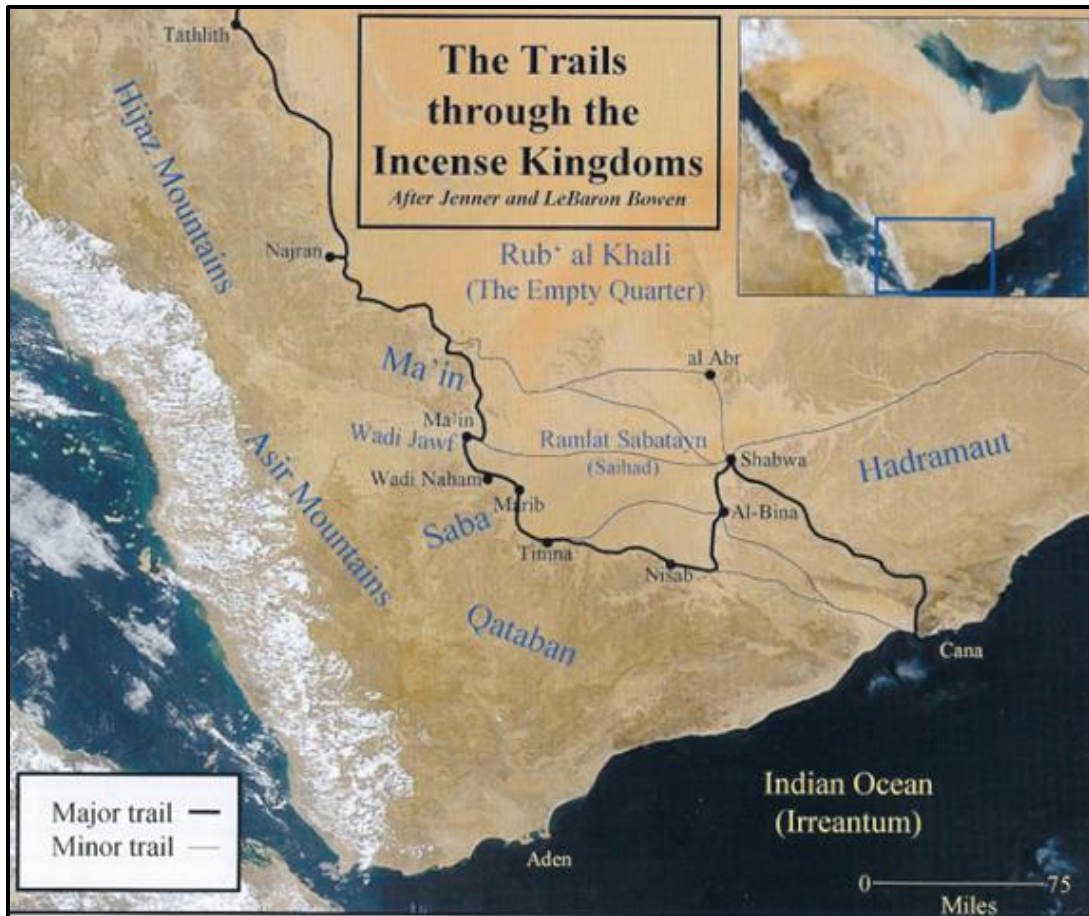 Tathlith
The Trails
through the
Incense Kingdoms
After Jenner and LeBaron Bowen
Hijaz Mountains
Najran
Rub‘ al Khali
(The Empty Quarter)
Ma’in
al Abr
Ma’in
Wadi Jawf
Ramlat Sabatayn
(Saihad)
Shabwa
Hadramaut
Asir Mountains
Wadi Naham
Marib
Al-Bina
Saba
Timna
Nisab
Qataban
Cana
Indian Ocean
(Irreantum)
Major trail
Minor trail
Aden
0 75
Miles